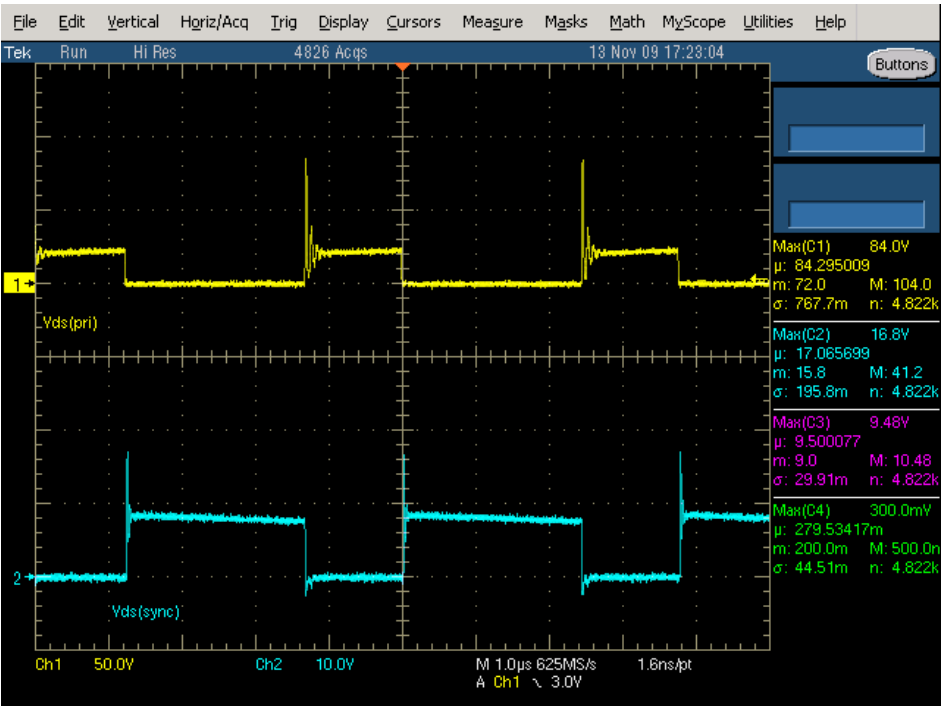 File Edit Vertical Horiz/Acq Trig Display Cursors Measure Masks Math MyScope Utilities Help
Tek Run Hi Res 4826 Acqs 13 Nov 09 17:23:04
Buttons
Max(C1) 84.0V
µ: 84.295009
1
m: 72.0 M: 104.0
σ: 767.7m n: 4.822k
Vds(pri)
Max(C2) 16.8V
µ: 17.065699
m: 15.8 M: 41.2
σ: 195.8m n: 4.822k
Max(C3) 9.48V
µ: 9.500077
m: 9.0 M: 10.48
σ: 29.91m n: 4.822k
Max(C4) 300.0mV
µ: 279.53417m
m: 200.0m M: 500.0m
σ: 44.51m n: 4.822k
2
Vds(sync)
Ch1 50.0V Ch2 10.0V M 1.0µs 625MS/s 1.6ns/pt
A Ch1 \ 3.0V